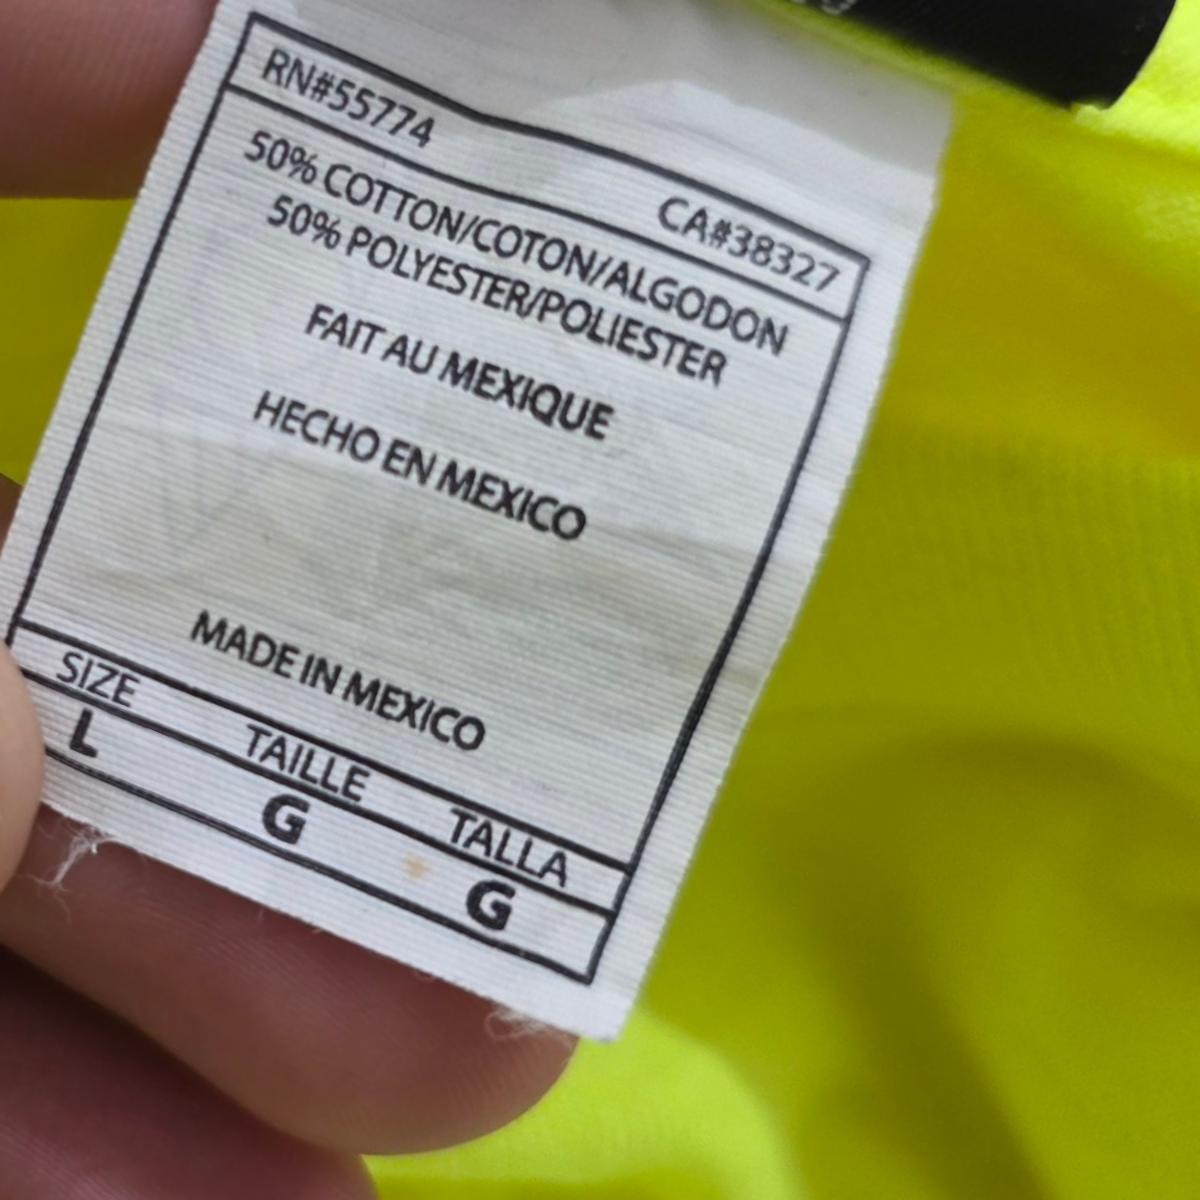 RN#55774
CA#38327
50% COTTON/COTON/ALGODON
50% POLYESTER/POLIESTER
FAIT AU MEXIQUE
HECHO EN MEXICO
MADE IN MEXICO
SIZE TAILLE TALLA
L G G